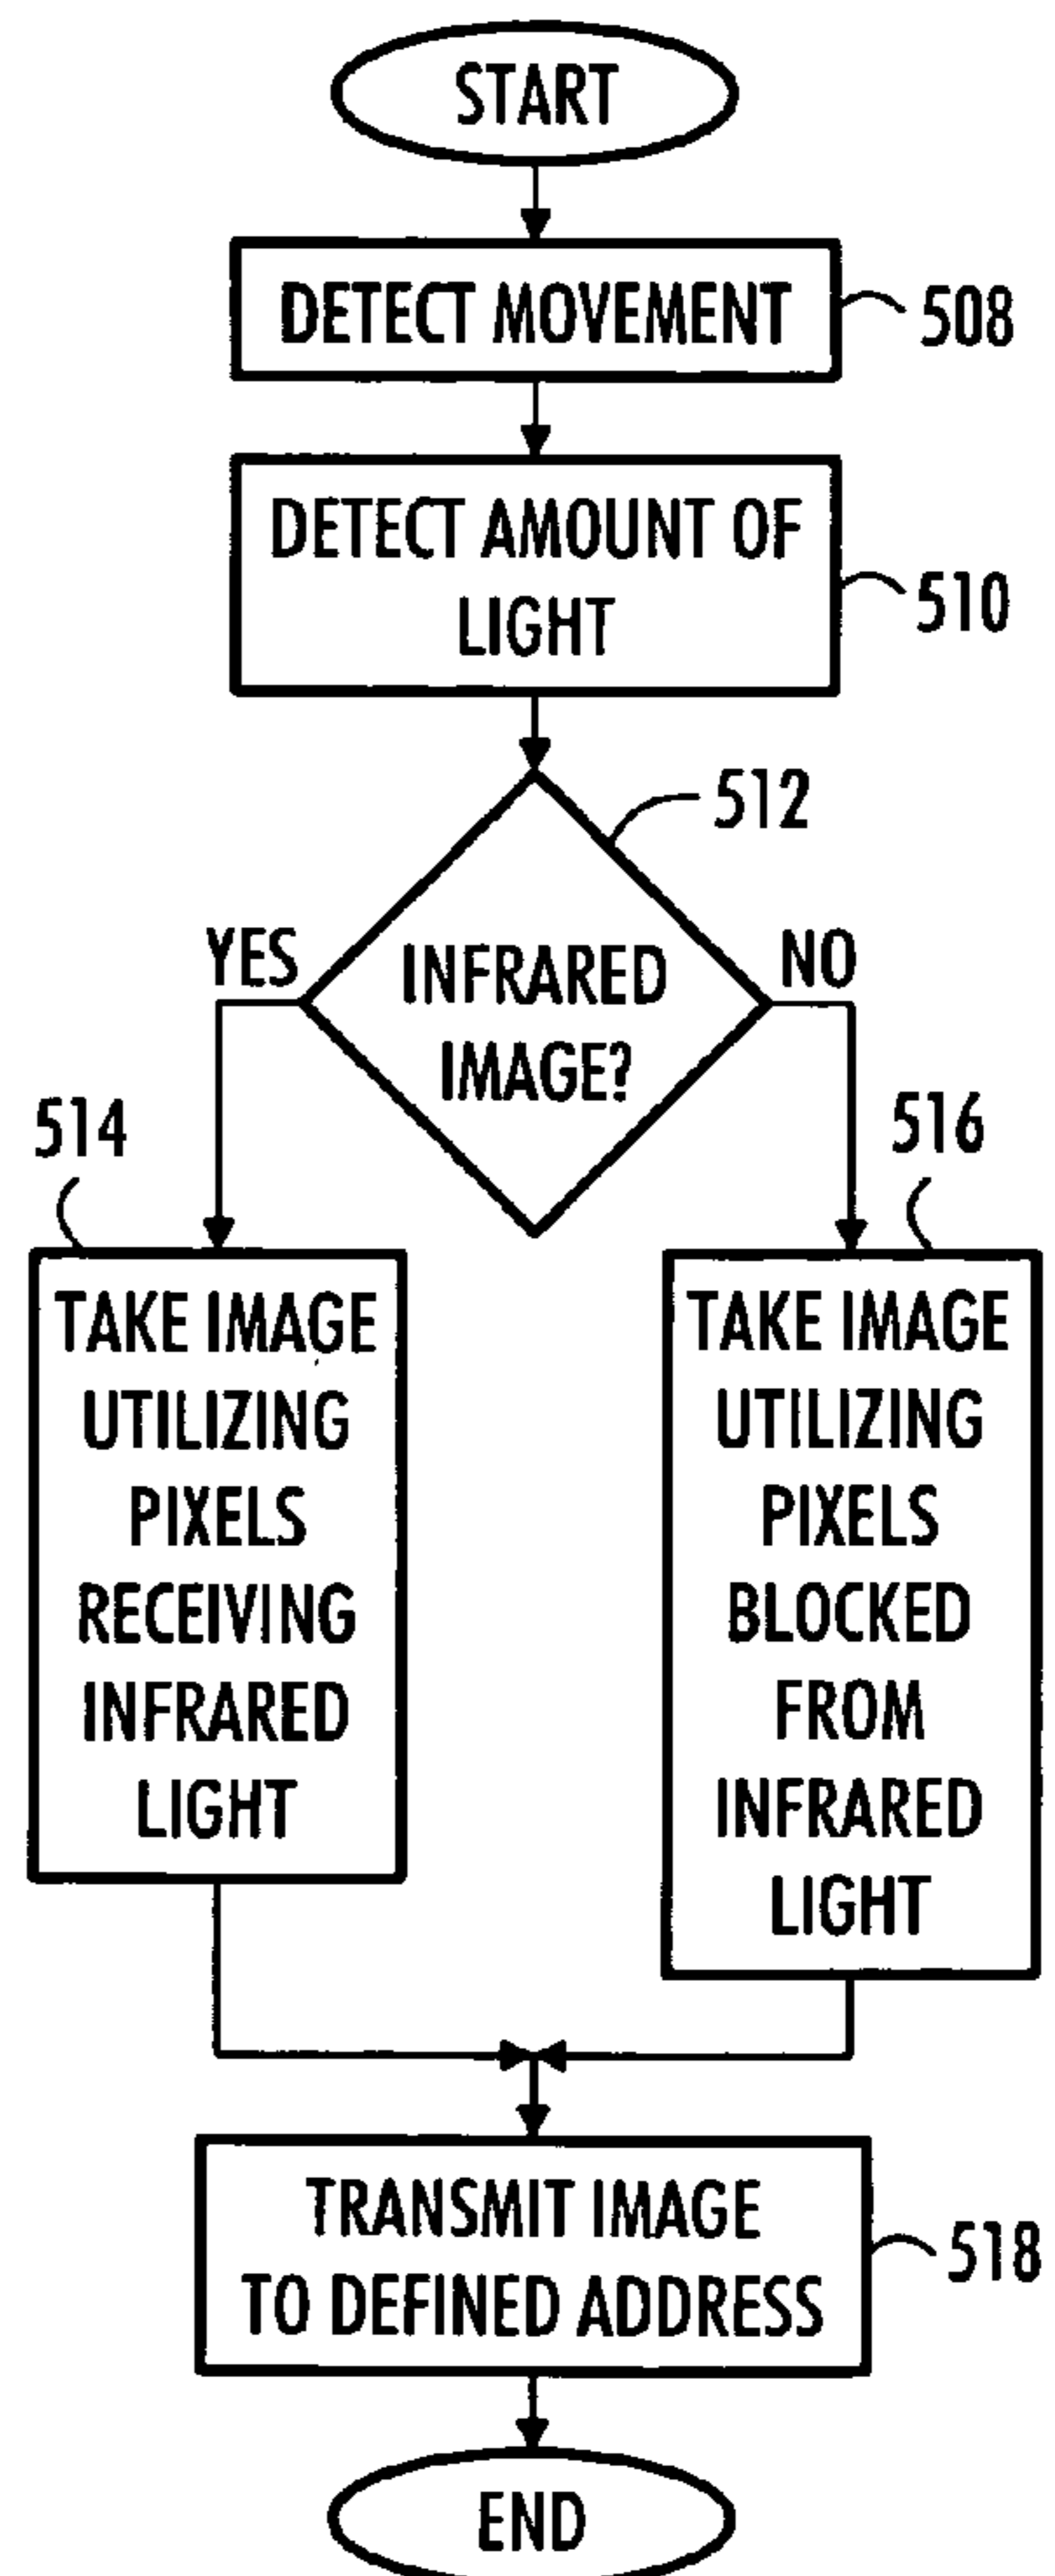 START
DETECT MOVEMENT
508
DETECT AMOUNT OF
LIGHT
510
512
INFRARED
IMAGE?
YES
NO
514
TAKE IMAGE
UTILIZING
PIXELS
RECEIVING
INFRARED
LIGHT
516
TAKE IMAGE
UTILIZING
PIXELS
BLOCKED
FROM
INFRARED
LIGHT
TRANSMIT IMAGE
TO DEFINED ADDRESS
518
END